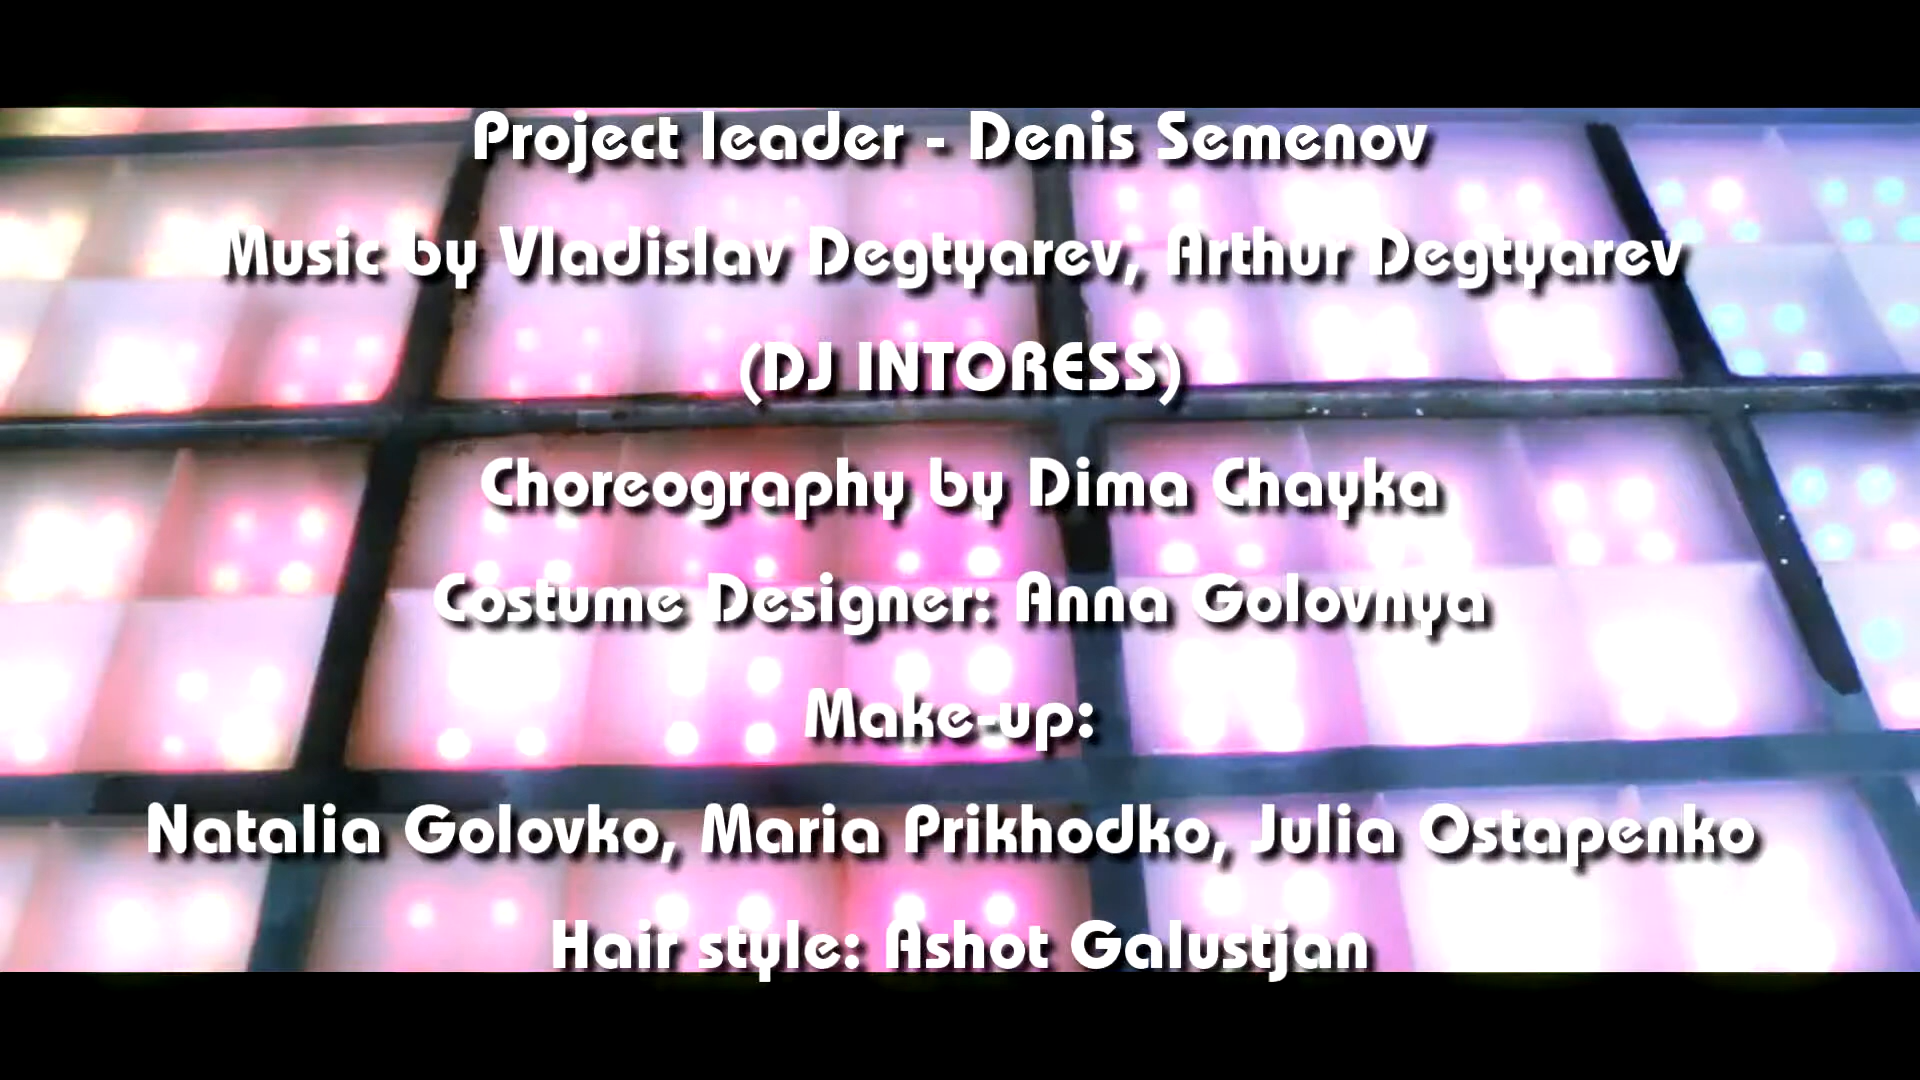 Project leader - Denis Semenov
Music by Vladislav Degtyarev, Arthur Degtyarev
(DJ INTORESS)
Choreography by Dima Chayka
Costume Designer: Anna Golovnya
Make-up:
Natalia Golovko, Maria Prikhodko, Julia Ostapenko
Hair style: Ashot Galustjan